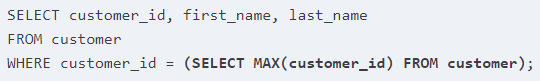 SELECT customer_id, first_name, last_name
FROM customer
WHERE customer_id = (SELECT MAX(customer_id) FROM customer);